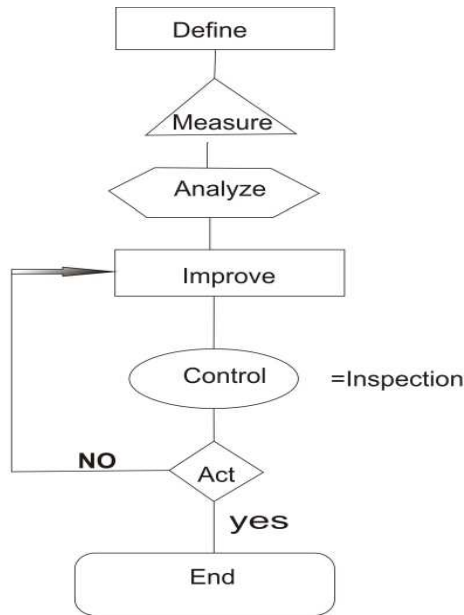 Define
Measure
Analyze
Improve
Control
=Inspection
NO
Act
yes
End